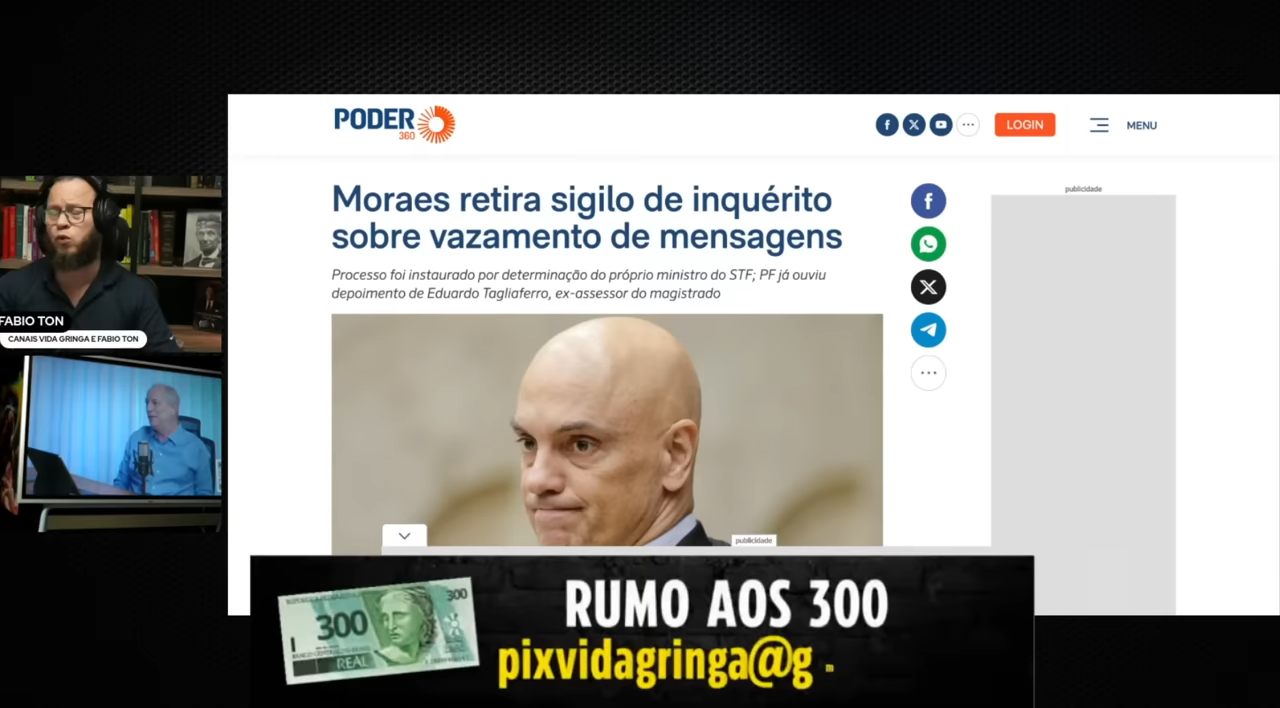 PODER
360
LOGIN
MENU
Moraes retira sigilo de inquérito
sobre vazamento de mensagens
Processo foi instaurado por determinação do próprio ministro do STF; PF já ouviu
depoimento de Eduardo Tagliaferro, ex-assessor do magistrado
publicidade
FABIO TON
CANAIS VIDA GRINGA E FABIO TON
publicidade
300
300
REAL
RUMO AOS 300
pixvidagringa@g